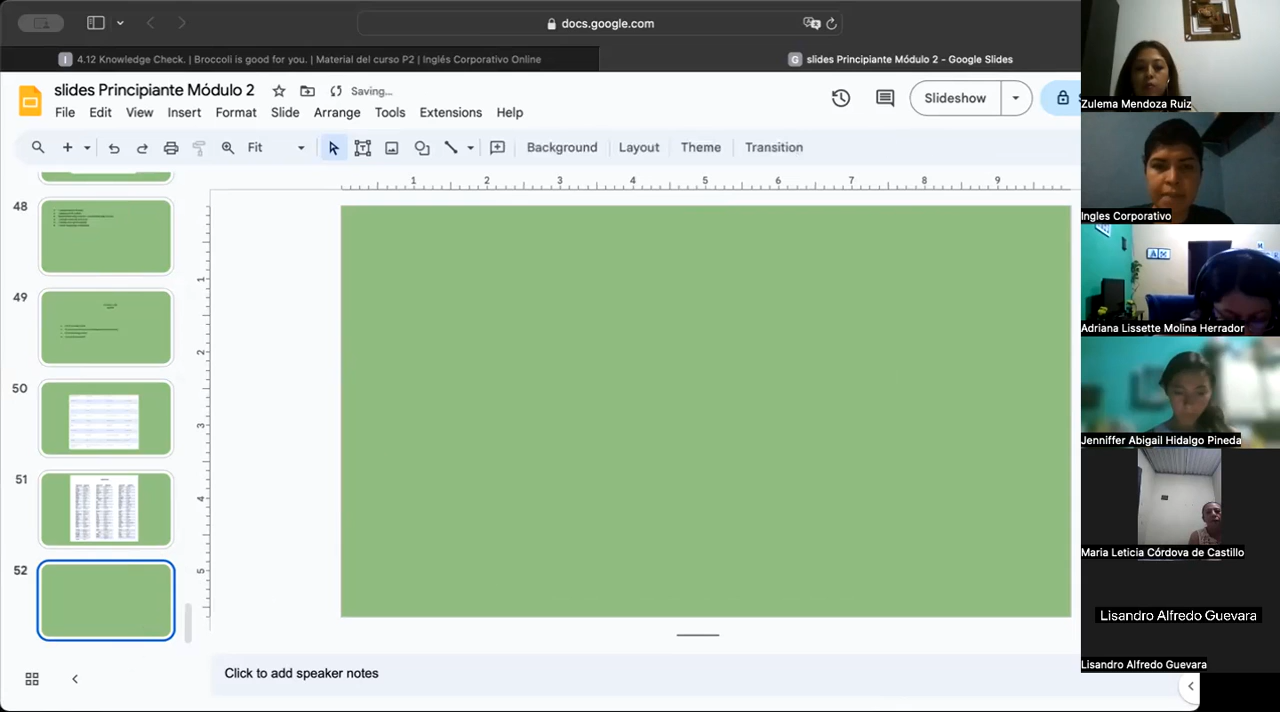 docs.google.com
4.12 Knowledge Check. | Broccoli is good for you. | Material del curso P2 | Inglés Corporativo Online
slides Principiante Módulo 2 - Google Slides
slides Principiante Módulo 2
Saving...
File Edit View Insert Format Slide Arrange Tools Extensions Help
Slideshow
Fit
Background Layout Theme Transition
1 2 3 4 5 6 7 8 9
1
2
3
4
5
48
49
50
51
52
Click to add speaker notes
Zulema Mendoza Ruiz
Ingles Corporativo
Adriana Lissette Molina Herrador
Jenniffer Abigail Hidalgo Pineda
Maria Leticia Córdova de Castillo
Lisandro Alfredo Guevara
Lisandro Alfredo Guevara